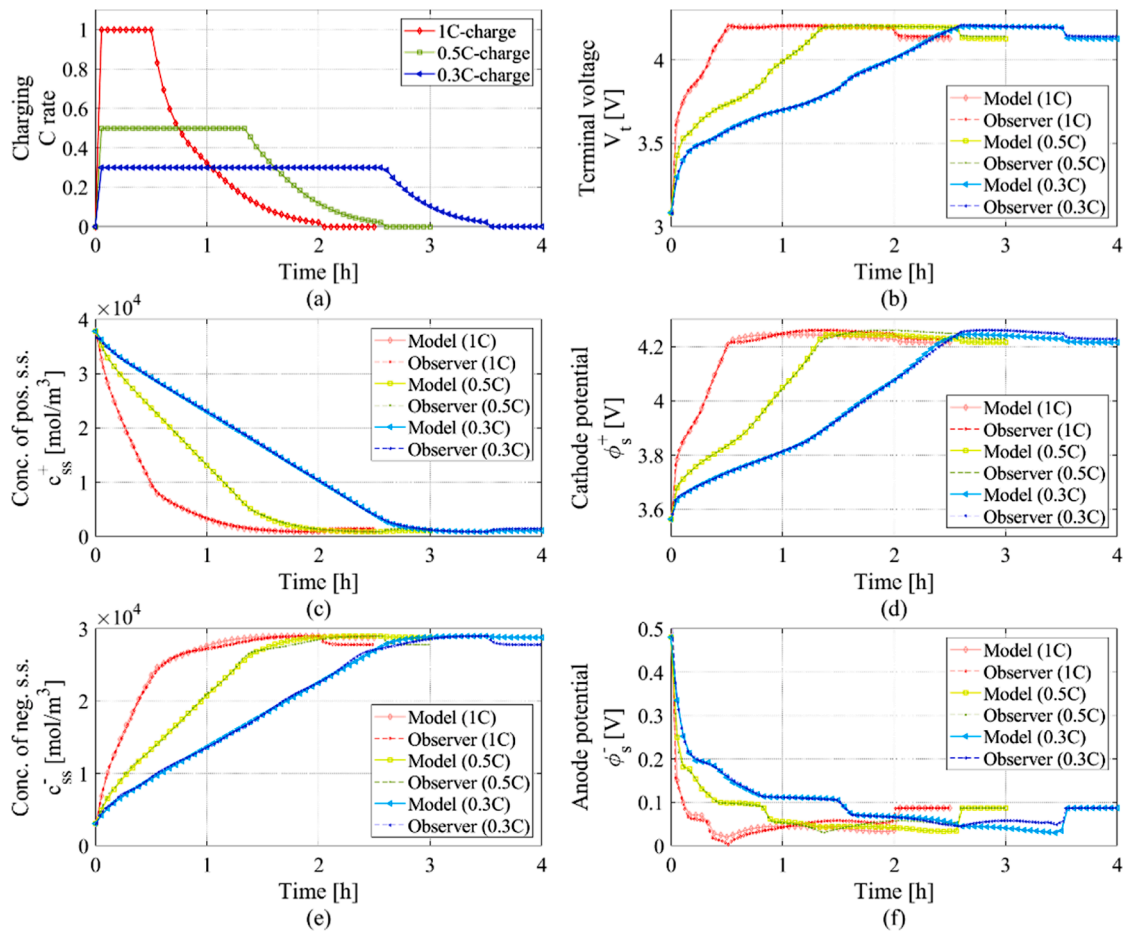 Charging
C rate
1
0.8
0.6
0.4
0.2
0
0
1
2
3
4
Time [h]
(a)
1C-charge
0.5C-charge
0.3C-charge
Terminal voltage
V_t [V]
4
3.5
3
0
1
2
3
4
Time [h]
(b)
Model (1C)
Observer (1C)
Model (0.5C)
Observer (0.5C)
Model (0.3C)
Observer (0.3C)
Conc. of pos. s.s.
c_ss^+ [mol/m³]
×10⁴
4
3
2
1
0
0
1
2
3
4
Time [h]
(c)
Model (1C)
Observer (1C)
Model (0.5C)
Observer (0.5C)
Model (0.3C)
Observer (0.3C)
Cathode potential
ϕ_s^+ [V]
4.2
4
3.8
3.6
0
1
2
3
4
Time [h]
(d)
Model (1C)
Observer (1C)
Model (0.5C)
Observer (0.5C)
Model (0.3C)
Observer (0.3C)
Conc. of neg. s.s.
c_ss^- [mol/m³]
×10⁴
3
2
1
0
0
1
2
3
4
Time [h]
(e)
Model (1C)
Observer (1C)
Model (0.5C)
Observer (0.5C)
Model (0.3C)
Observer (0.3C)
Anode potential
ϕ_s^- [V]
0.5
0.4
0.3
0.2
0.1
0
0
1
2
3
4
Time [h]
(f)
Model (1C)
Observer (1C)
Model (0.5C)
Observer (0.5C)
Model (0.3C)
Observer (0.3C)